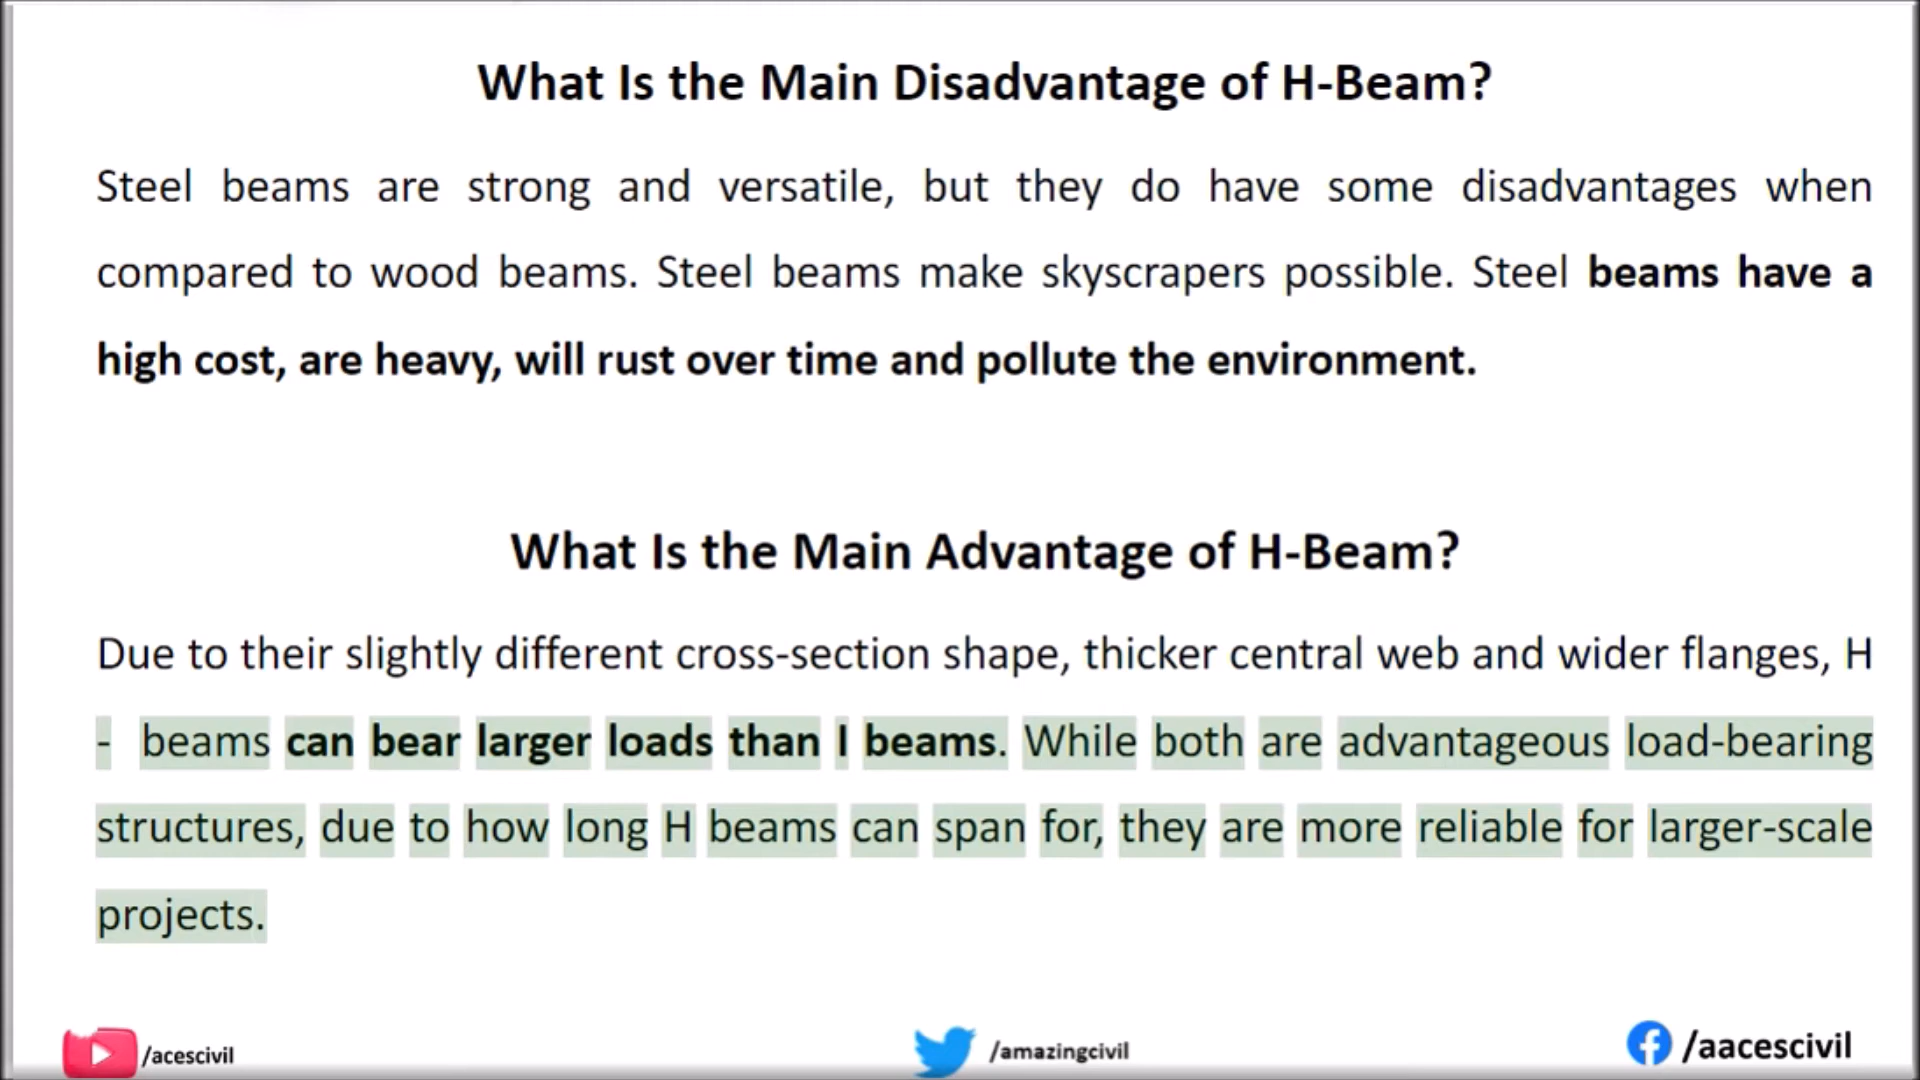 What Is the Main Disadvantage of H-Beam?
Steel beams are strong and versatile, but they do have some disadvantages when
compared to wood beams. Steel beams make skyscrapers possible. Steel beams have a
high cost, are heavy, will rust over time and pollute the environment.
What Is the Main Advantage of H-Beam?
Due to their slightly different cross-section shape, thicker central web and wider flanges, H
- beams can bear larger loads than I beams. While both are advantageous load-bearing
structures, due to how long H beams can span for, they are more reliable for larger-scale
projects.
/acescivil
/amazingcivil
/aacescivil